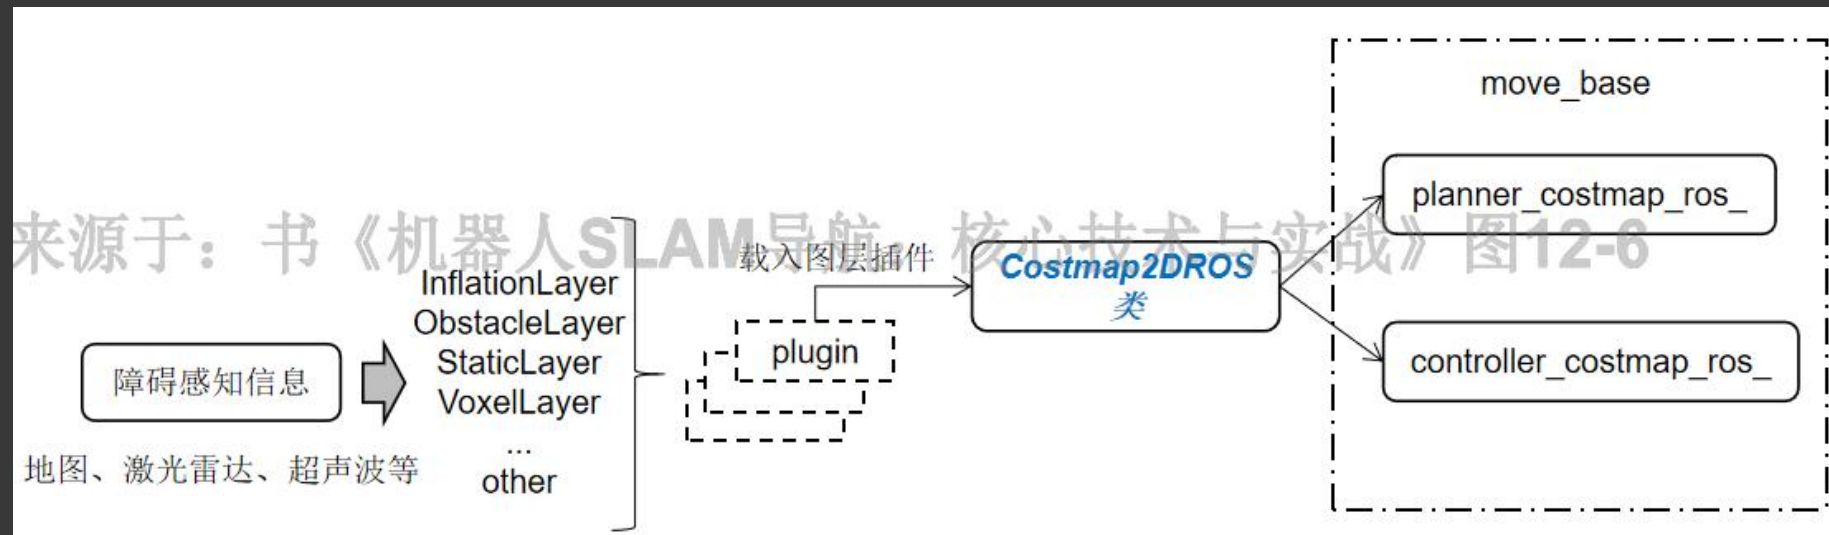 move_base
planner_costmap_ros_
来源于：书《机器人SLAM导航：核心技术与实战》图12-6
载入图层插件
Costmap2DROS
类
InflationLayer
ObstacleLayer
StaticLayer
VoxelLayer
...
other
plugin
障碍感知信息
controller_costmap_ros_
地图、激光雷达、超声波等